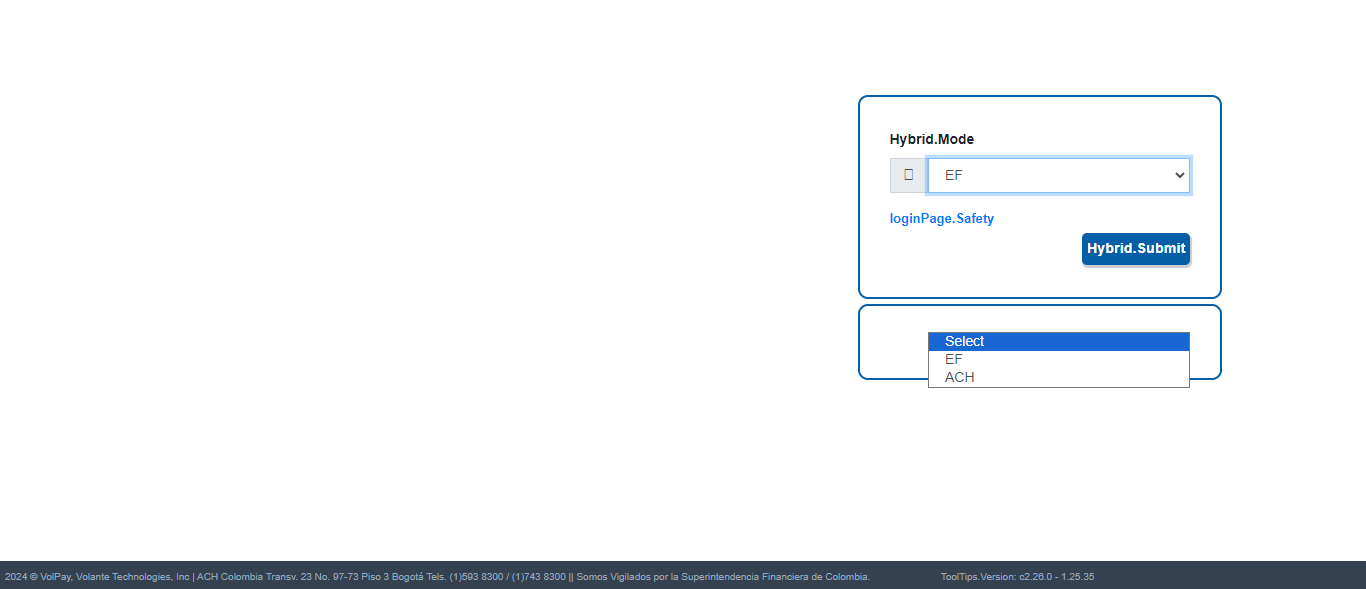 Hybrid.Mode
EF
loginPage.Safety
Hybrid.Submit
Select
EF
ACH
2024 © VolPay, Volante Technologies, Inc | ACH Colombia Transv. 23 No. 97-73 Piso 3 Bogotá Tels. (1)593 8300 / (1)743 8300 || Somos Vigilados por la Superintendencia Financiera de Colombia. ToolTips.Version: c2.26.0 - 1.25.35